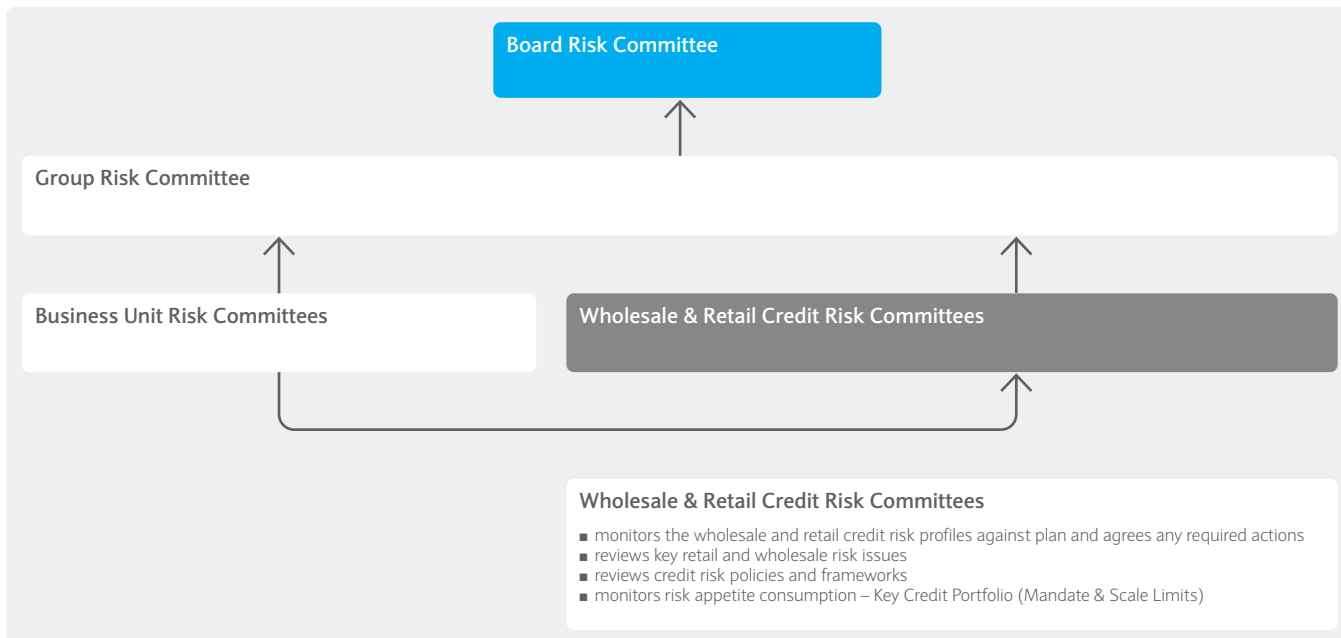 Board Risk Committee
Group Risk Committee
Business Unit Risk Committees
Wholesale & Retail Credit Risk Committees
Wholesale & Retail Credit Risk Committees
■ monitors the wholesale and retail credit risk profiles against plan and agrees any required actions
■ reviews key retail and wholesale risk issues
■ reviews credit risk policies and frameworks
■ monitors risk appetite consumption – Key Credit Portfolio (Mandate & Scale Limits)